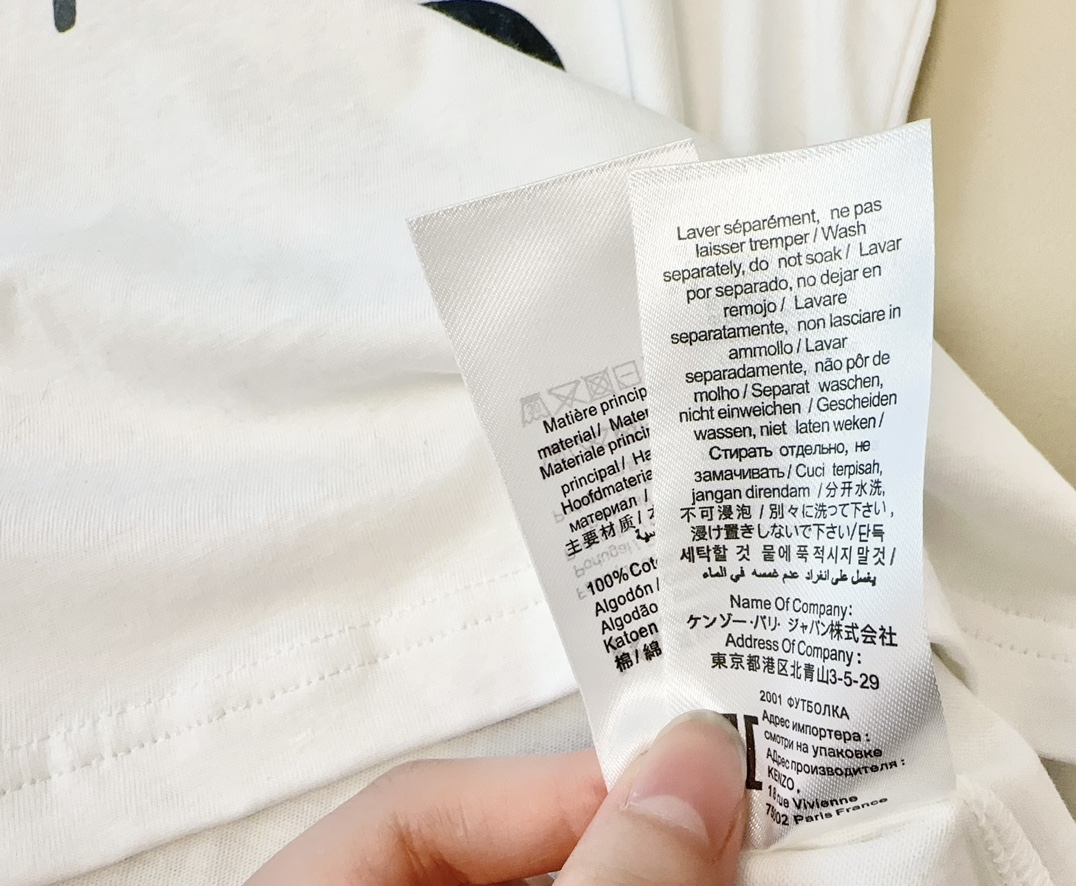 Matière princip
material/ Mater
Materiale princi
principal/ Ha
Hoofdmateria
материал /
主要材质/
100%Cot
Algodón/
Algodão
Katoen
棉/綿
Laver séparément, ne pas
laisser tremper / Wash
separately, do not soak / Lavar
por separado, no dejar en
remojo / Lavare
separatamente, non lasciare in
ammollo / Lavar
separadamente, não pôr de
molho / Separat waschen,
nicht einweichen / Gescheiden
wassen, niet laten weken /
Стирать отдельно, не
замачивать / Cuci terpisah,
jangan direndam /分开水洗,
不可浸泡 / 別々に洗つて下さい,
浸け置きしないで下さい/단독
세탁할 것 물에 푹 적시지 말것 /
يغسل على انفراد عدم غمسه في الماء
Name Of Company:
ケンゾー・パリ ジャパン株式会社
Address Of Company :
東京都港区北青山3-5-29
2001 ФУТБОЛКА
Адрес импортера :
смотри на упаковке
Адрес производителя :
KENZO ,
18 rue Vivienne
Paris France